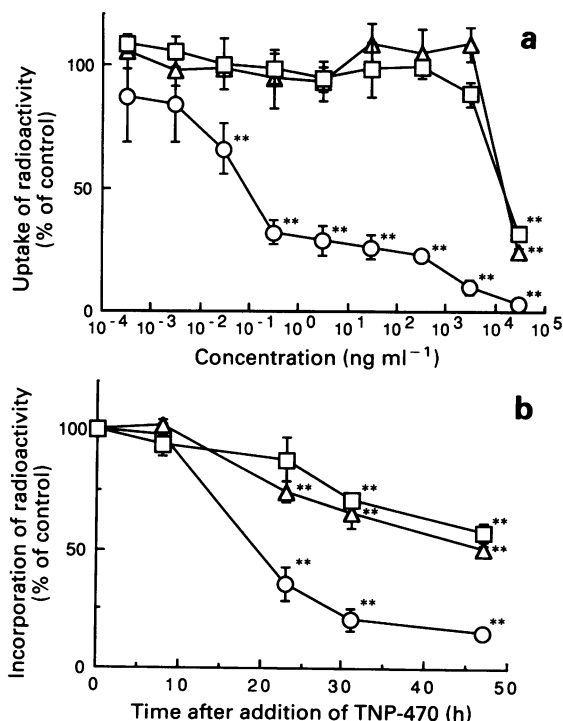 a
Uptake of radioactivity
(% of control)
100
50
0
**
**
**
**
**
**
**
**
**
10⁻⁴ 10⁻³ 10⁻² 10⁻¹ 10⁰ 10¹ 10² 10³ 10⁴ 10⁵
Concentration (ng ml⁻¹)
b
Incorporation of radioactivity
(% of control)
100
50
0
**
**
**
**
**
**
**
**
0 10 20 30 40 50
Time after addition of TNP-470 (h)